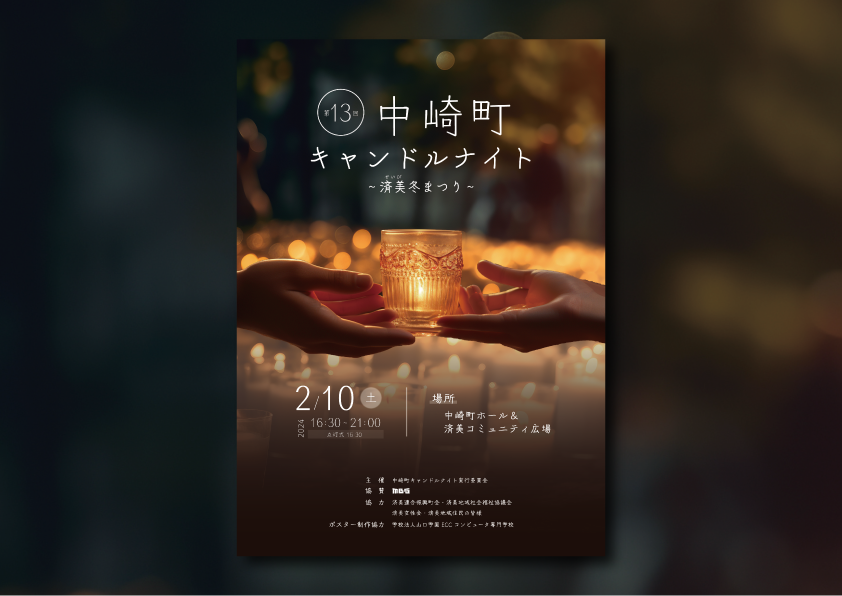 第13回 中崎町
キャンドルナイト
せいび
~済美冬まつり~
2/10 土
2024 16:30 - 21:00
点灯式 16:30
場所
中崎町ホール&
済美コミュニティ広場
主 催 中崎町キャンドルナイト実行委員会
協 賛 MBS
協 力 済美連合振興町会・済美地域社会福祉協議会
済美女性会・済美地域住民の皆様
ポスター制作協力 学校法人山口学園 ECC コンピュータ専門学校